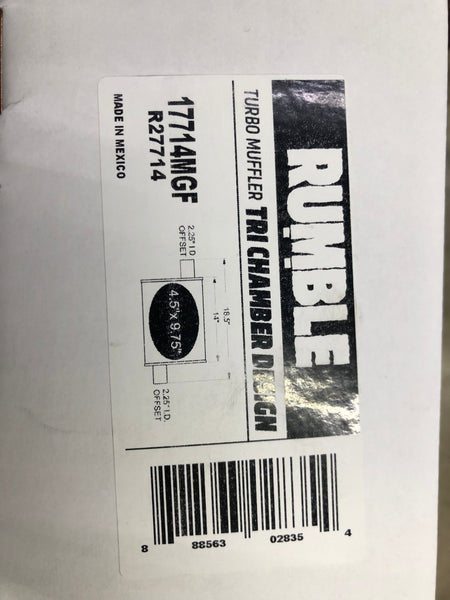 RUMBLE
TURBO MUFFLER TRI CHAMBER DESIGN
17714MGF
R27714
MADE IN MEXICO
18.5"
14"
2.25" I.D.
OFFSET
4.5" x 9.75"
2.25" I.D.
OFFSET
8 88563 02835 4